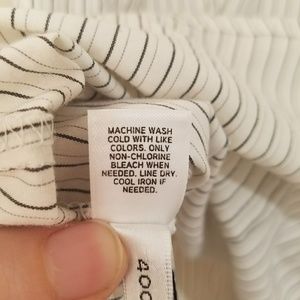 MACHINE WASH
COLD WITH LIKE
COLORS. ONLY
NON-CHLORINE
BLEACH WHEN
NEEDED. LINE DRY.
COOL IRON IF
NEEDED.